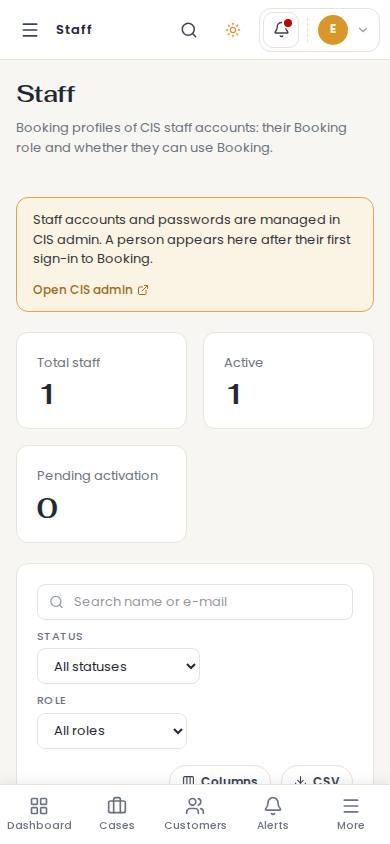 Staff
E
Staff
Booking profiles of CIS staff accounts: their Booking
role and whether they can use Booking.
Staff accounts and passwords are managed in
CIS admin. A person appears here after their first
sign-in to Booking.
Open CIS admin
Total staff
1
Active
1
Pending activation
0
Search name or e-mail
STATUS
All statuses
ROLE
All roles
Columns
CSV
Dashboard
Cases
Customers
Alerts
More